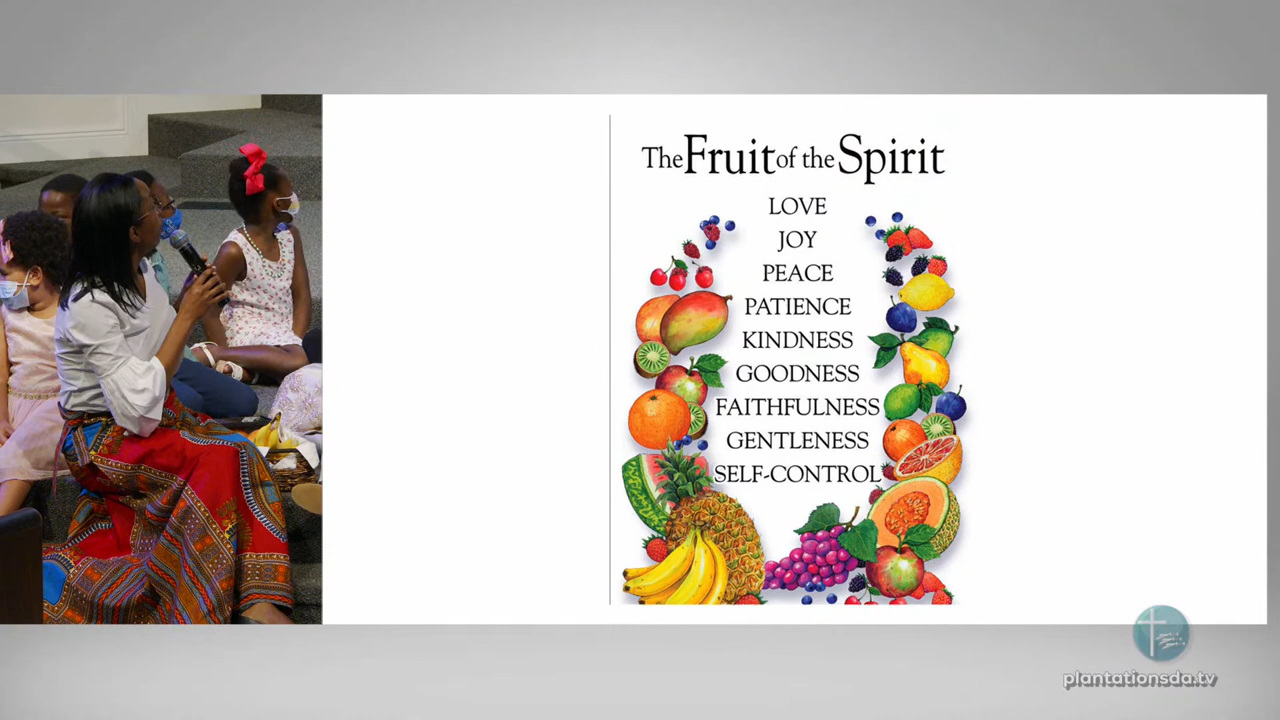 The Fruit of the Spirit
LOVE
JOY
PEACE
PATIENCE
KINDNESS
GOODNESS
FAITHFULNESS
GENTLENESS
SELF-CONTROL
plantationsda.tv